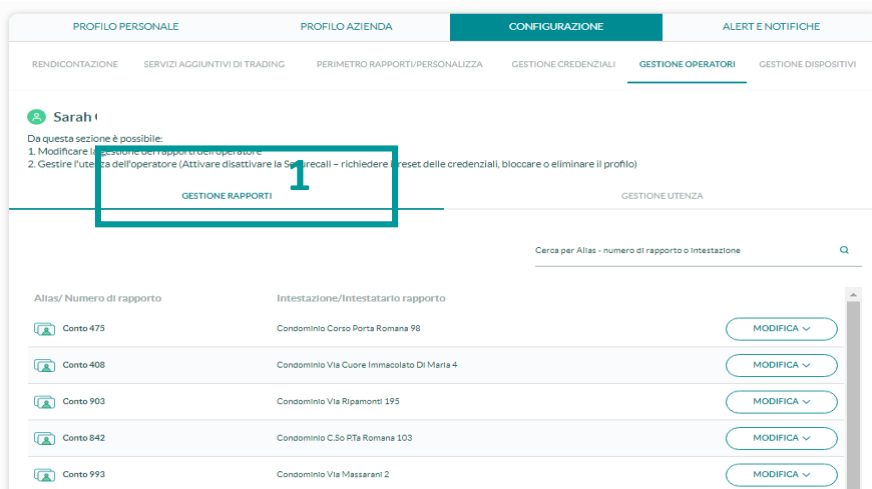 PROFILO PERSONALE PROFILO AZIENDA CONFIGURAZIONE ALERT E NOTIFICHE
RENDICONTAZIONE SERVIZI AGGIUNTIVI DI TRADING PERIMETRO RAPPORTI/PERSONALIZZA GESTIONE CREDENZIALI GESTIONE OPERATORI GESTIONE DISPOSITIVI
Sarah
Da questa sezione è possibile:
1. Modificare la gestione dei rapporti dell'operatore
2. Gestire l'utenza dell'operatore (Attivare disattivare la Securecall – richiedere il reset delle credenziali, bloccare o eliminare il profilo)
1
GESTIONE RAPPORTI GESTIONE UTENZA
Cerca per Alias - numero di rapporto o intestazione
Alias/ Numero di rapporto Intestazione/Intestatario rapporto
Conto 475 Condominio Corso Porta Romana 98 MODIFICA
Conto 408 Condominio Via Cuore Immacolato Di Maria 4 MODIFICA
Conto 903 Condominio Via Ripamonti 195 MODIFICA
Conto 842 Condominio C.So P.Ta Romana 103 MODIFICA
Conto 993 Condominio Via Massarani 2 MODIFICA